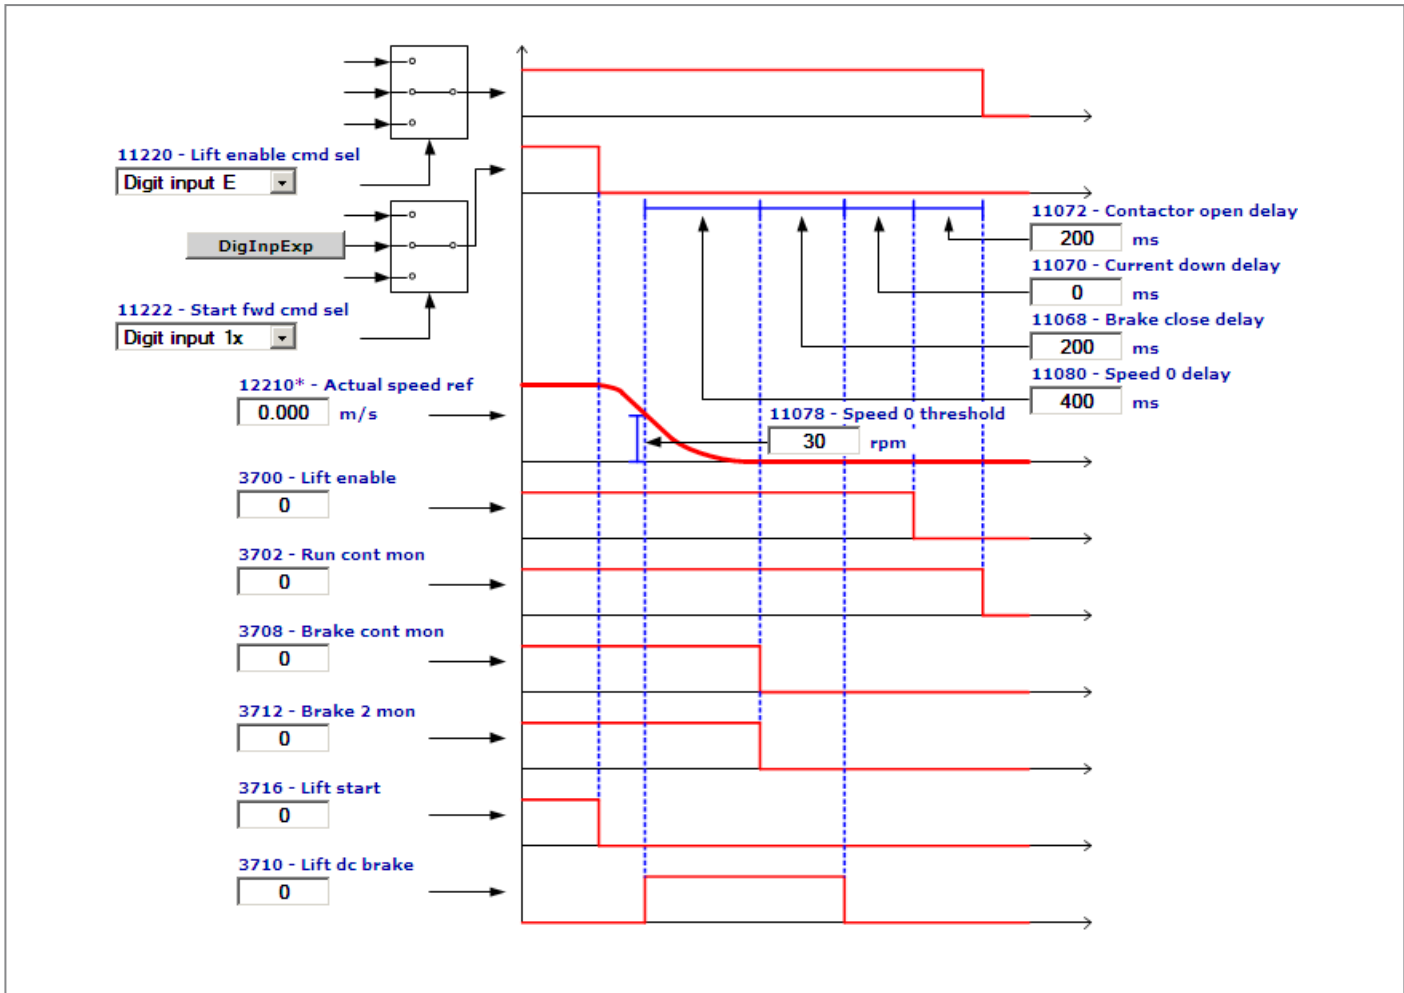 11220 - Lift enable cmd sel
Digit input E
DigInpExp
11222 - Start fwd cmd sel
Digit input 1x
11072 - Contactor open delay
200 ms
11070 - Current down delay
0 ms
11068 - Brake close delay
200 ms
11080 - Speed 0 delay
400 ms
12210* - Actual speed ref
0.000 m/s
11078 - Speed 0 threshold
30 rpm
3700 - Lift enable
0
3702 - Run cont mon
0
3708 - Brake cont mon
0
3712 - Brake 2 mon
0
3716 - Lift start
0
3710 - Lift dc brake
0